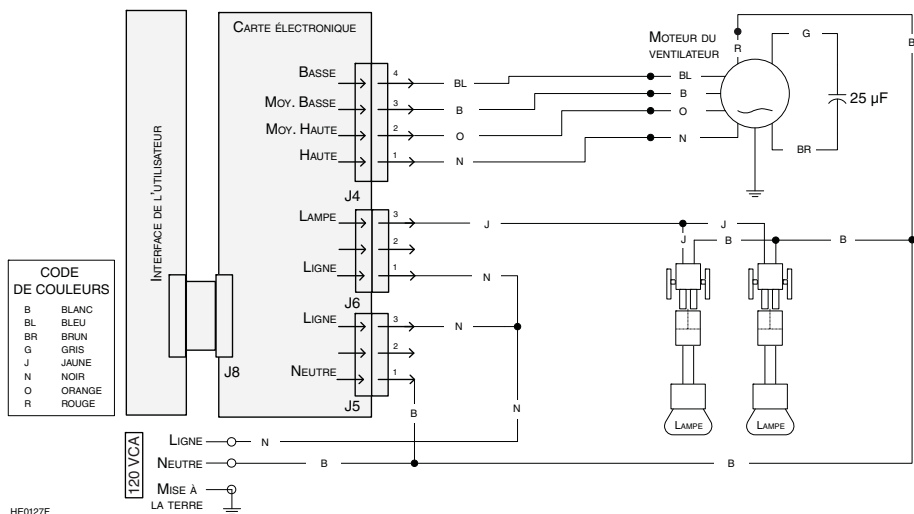 CARTE ÉLECTRONIQUE
INTERFACE DE L'UTILISATEUR
BASSE 4 BL BL
MOY. BASSE 3 B B
MOY. HAUTE 2 O O
HAUTE 1 N N
J4
MOTEUR DU
VENTILATEUR
R
G
B
25 µF
BR
LAMPE 3 J J
2
LIGNE 1 N
J6
J B B
LIGNE 3 N
2
NEUTRE 1
J5
J8
B
N
LAMPE LAMPE
CODE
DE COULEURS
B BLANC
BL BLEU
BR BRUN
G GRIS
J JAUNE
N NOIR
O ORANGE
R ROUGE
120 VCA
LIGNE N
NEUTRE B B
MISE À
LA TERRE
HE0127F